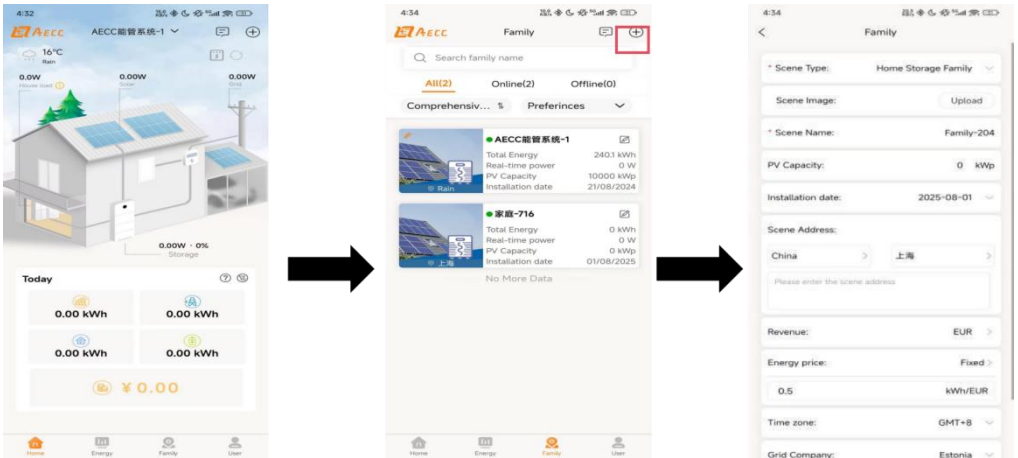 4:32
AECC
AECC能管系统-1
16°C
Rain
0.0W
House load
0.00W
Solar
0.00W
Grid
0.00W · 0%
Storage
Today
0.00 kWh
0.00 kWh
0.00 kWh
0.00 kWh
¥ 0.00
Home
Energy
Family
User
4:34
AECC
Family
Search family name
All(2)
Online(2)
Offline(0)
Comprehensiv...
Preferinces
AECC能管系统-1
Total Energy 240.1 kWh
Real-time power 0 W
PV Capacity 10000 kWp
Installation date 21/08/2024
Rain
家庭-716
Total Energy 0 kWh
Real-time power 0 W
PV Capacity 0 kWp
Installation date 01/08/2025
上海
No More Data
Home
Energy
Family
User
4:34
Family
* Scene Type: Home Storage Family
Scene Image: Upload
* Scene Name: Family-204
PV Capacity: 0 kWp
Installation date: 2025-08-01
Scene Address:
China
上海
Please enter the scene address
Revenue: EUR
Energy price: Fixed
0.5 kWh/EUR
Time zone: GMT+8
Grid Company: Estonia